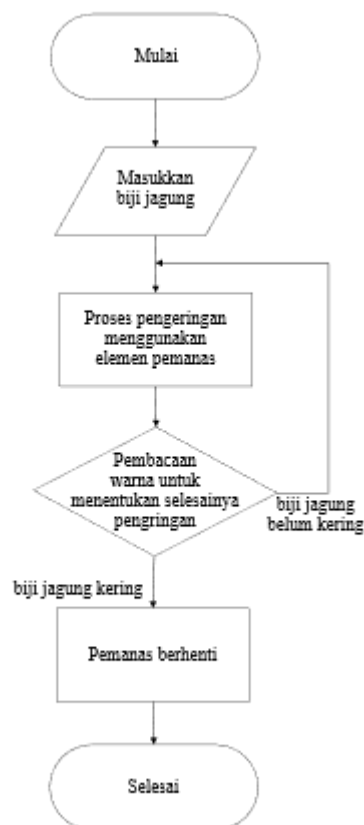 Mulai
Masukkan
biji jagung
Proses pengeringan
menggunakan
elemen pemanas
Pembacaan
warna untuk
menentukan selesainya
pengringan
biji jagung
belum kering
biji jagung kering
Pemanas berhenti
Selesai